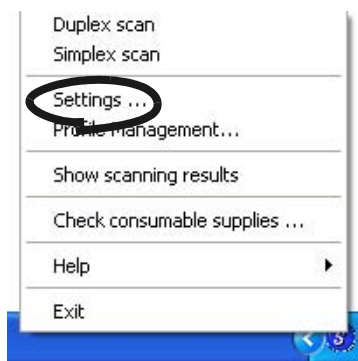 Duplex scan
Simplex scan
Settings ...
Profile Management...
Show scanning results
Check consumable supplies ...
Help
Exit
S